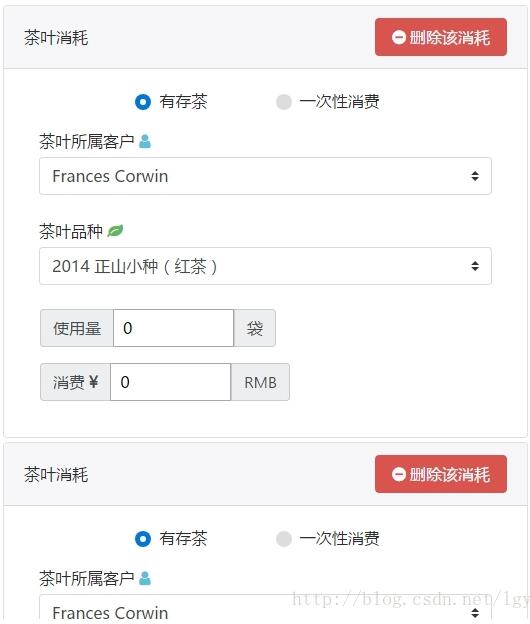 茶叶消耗 删除该消耗
有存茶 一次性消费
茶叶所属客户
Frances Corwin
茶叶品种
2014 正山小种（红茶）
使用量 0 袋
消费¥ 0 RMB
茶叶消耗 删除该消耗
有存茶 一次性消费
茶叶所属客户
http://blog.csdn.net/lgy
Frances Corwin